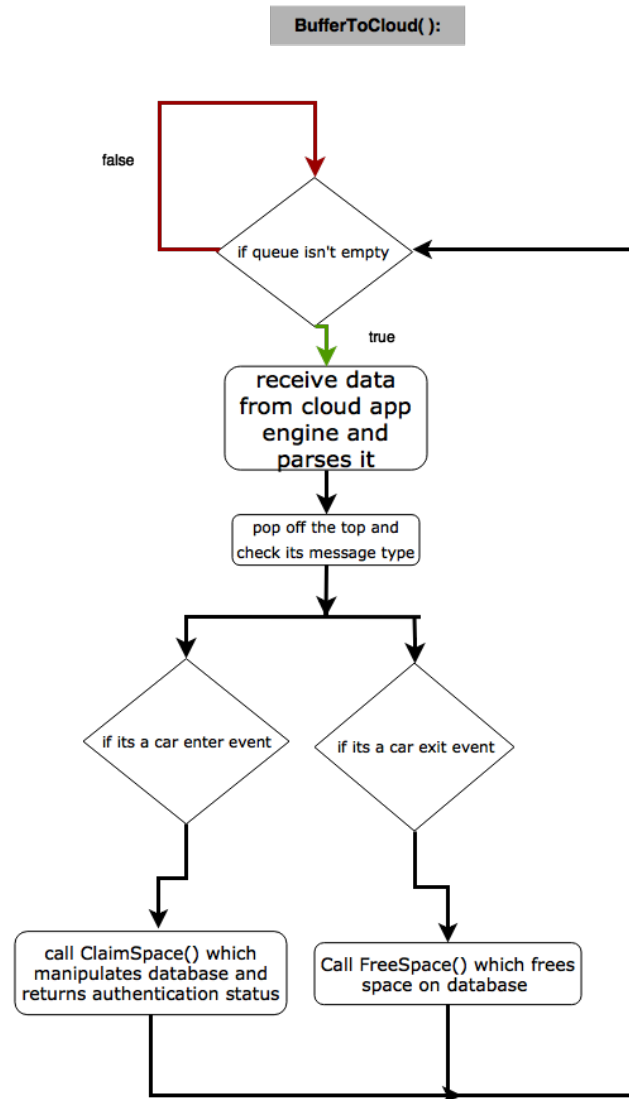 BufferToCloud( ):
false
if queue isn't empty
true
receive data
from cloud app
engine and
parses it
pop off the top and
check its message type
if its a car enter event
if its a car exit event
call ClaimSpace() which
manipulates database and
returns authentication status
Call FreeSpace() which frees
space on database